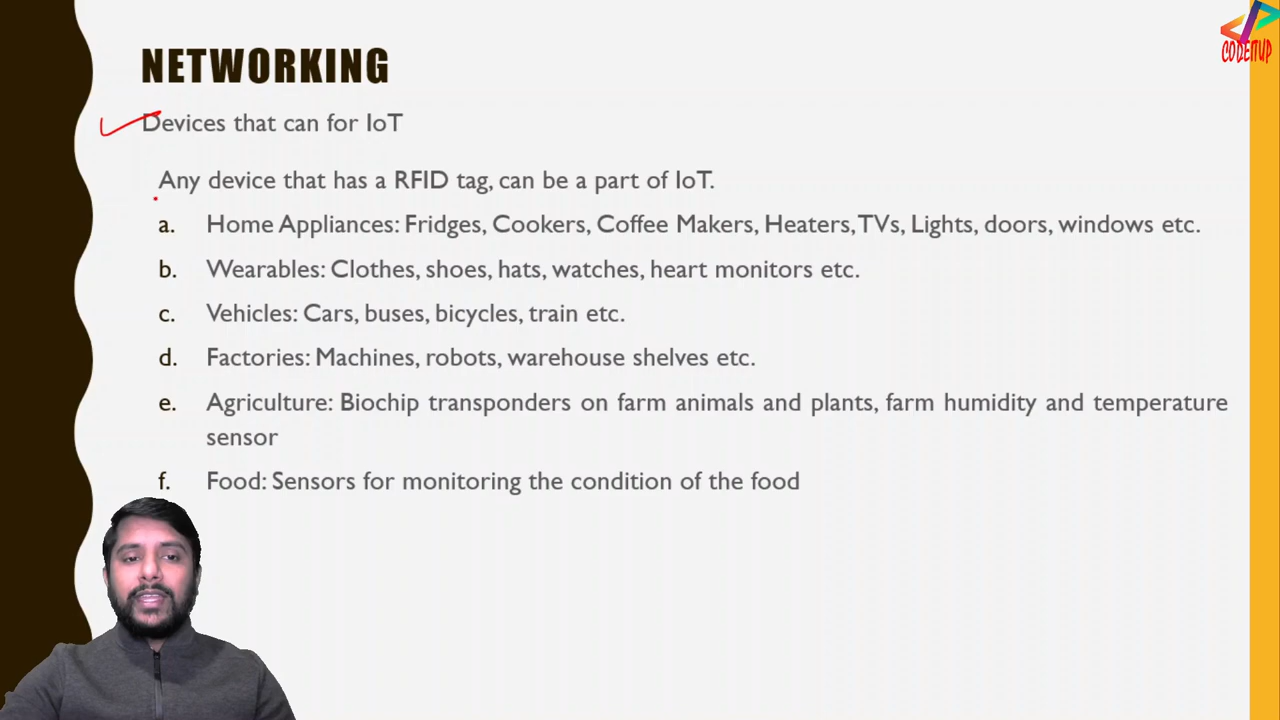 NETWORKING
CODEITUP
Devices that can for IoT
Any device that has a RFID tag, can be a part of IoT.
a. Home Appliances: Fridges, Cookers, Coffee Makers, Heaters, TVs, Lights, doors, windows etc.
b. Wearables: Clothes, shoes, hats, watches, heart monitors etc.
c. Vehicles: Cars, buses, bicycles, train etc.
d. Factories: Machines, robots, warehouse shelves etc.
e. Agriculture: Biochip transponders on farm animals and plants, farm humidity and temperature
sensor
f. Food: Sensors for monitoring the condition of the food